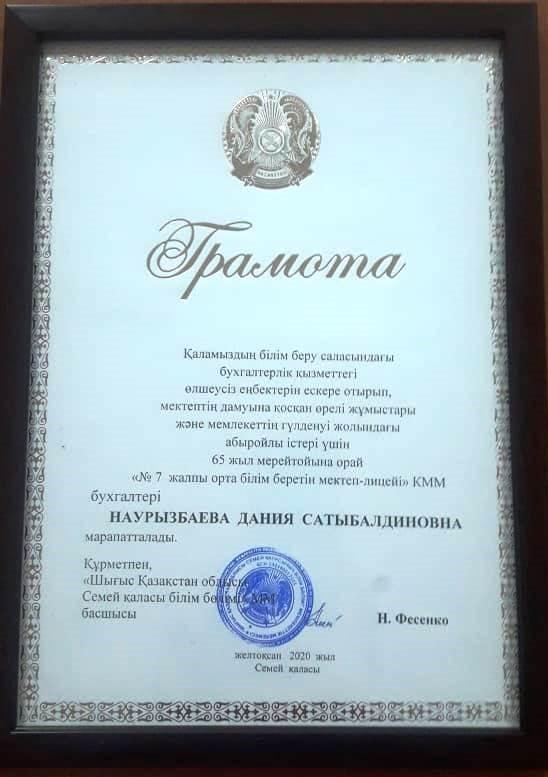 ҚАЗАҚСТАН
Грамота
Қаламыздың білім беру саласындағы
бухгалтерлік қызметтегі
өлшеусіз еңбектерін ескере отырып,
мектептің дамуына қосқан өрелі жұмыстары
және мемлекеттің гүлденуі жолындағы
абыройлы істері үшін
65 жыл мерейтойына орай
«№ 7 жалпы орта білім беретін мектеп-лицейі» КММ
бухгалтері
НАУРЫЗБАЕВА ДАНИЯ САТЫБАЛДИНОВНА
марапатталады.
Құрметпен,
«Шығыс Қазақстан облысы
Семей қаласы білім бөлімі» ММ
басшысы
Н. Фесенко
желтоқсан 2020 жыл
Семей қаласы